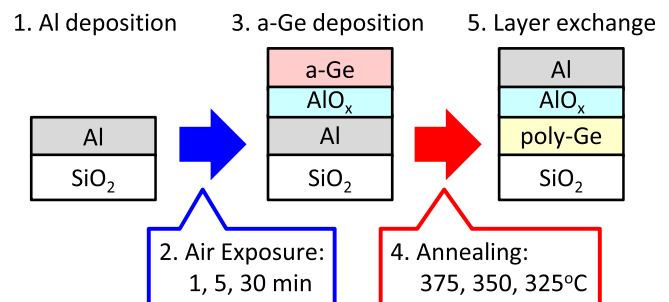 1. Al deposition
3. a-Ge deposition
5. Layer exchange
Al
SiO₂
a-Ge
AlOₓ
Al
SiO₂
Al
AlOₓ
poly-Ge
SiO₂
2. Air Exposure:
1, 5, 30 min
4. Annealing:
375, 350, 325°C